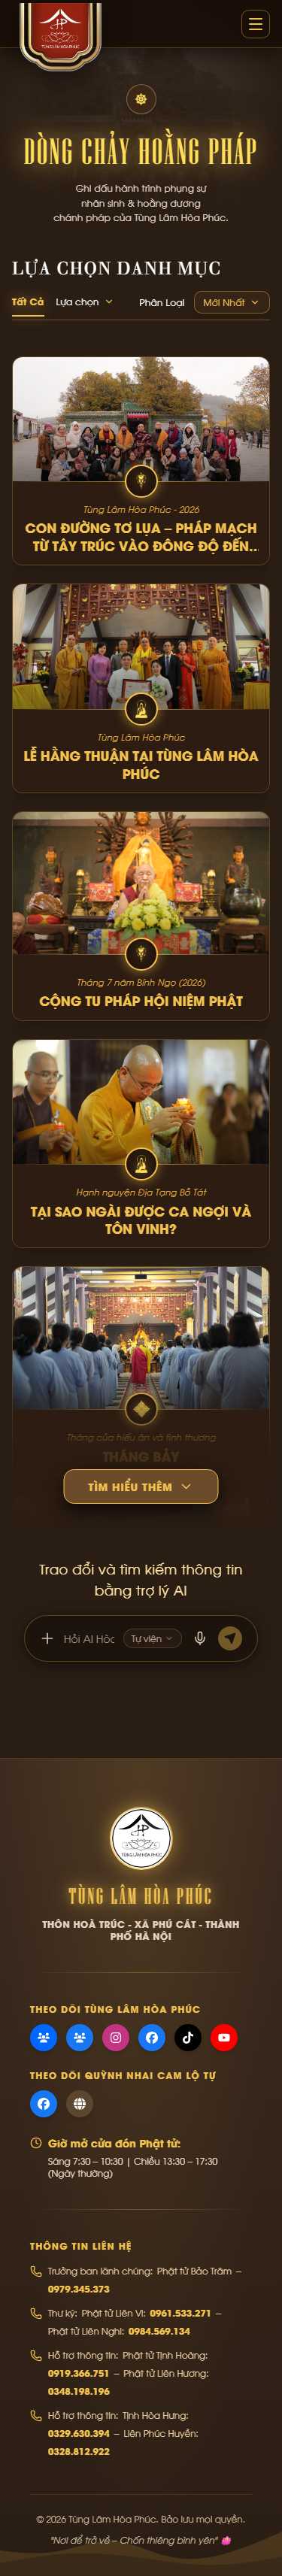 TÙNG LÂM HÒA PHÚC
DÒNG CHẢY HOẰNG PHÁP
Ghi dấu hành trình phụng sự
nhân sinh & hoằng dương
chánh pháp của Tùng Lâm Hòa Phúc.
LỰA CHỌN DANH MỤC
Tất Cả Lựa chọn Phân Loại Mới Nhất
Tùng Lâm Hòa Phúc - 2026
CON ĐƯỜNG TƠ LỤA – PHÁP MẠCH
TỪ TÂY TRÚC VÀO ĐÔNG ĐỘ ĐẾN...
Tùng Lâm Hòa Phúc
LỄ HẰNG THUẬN TẠI TÙNG LÂM HÒA
PHÚC
Tháng 7 năm Bính Ngọ (2026)
CỘNG TU PHÁP HỘI NIỆM PHẬT
Hạnh nguyện Địa Tạng Bồ Tát
TẠI SAO NGÀI ĐƯỢC CA NGỢI VÀ
TÔN VINH?
Tháng của hiếu ân và tình thương
THÁNG BẢY
TÌM HIỂU THÊM
Trao đổi và tìm kiếm thông tin
bằng trợ lý AI
Hỏi AI Hòc Tự viện
TÙNG LÂM HÒA PHÚC
TÙNG LÂM HÒA PHÚC
THÔN HOÀ TRÚC - XÃ PHÚ CÁT - THÀNH
PHỐ HÀ NỘI
THEO DÕI TÙNG LÂM HÒA PHÚC
THEO DÕI QUỲNH NHAI CAM LỘ TỰ
Giờ mở cửa đón Phật tử:
Sáng 7:30 – 10:30 | Chiều 13:30 – 17:30
(Ngày thường)
THÔNG TIN LIÊN HỆ
Trưởng ban lãnh chúng: Phật tử Bảo Trâm –
0979.345.373
Thư ký: Phật tử Liên Vi: 0961.533.271 –
Phật tử Liên Nghi: 0984.569.134
Hỗ trợ thông tin: Phật tử Tịnh Hoàng:
0919.366.751 – Phật tử Liên Hương:
0348.198.196
Hỗ trợ thông tin: Tịnh Hòa Hưng:
0329.630.394 – Liên Phúc Huyền:
0328.812.922
© 2026 Tùng Lâm Hòa Phúc. Bảo lưu mọi quyền.
"Nơi để trở về – Chốn thiêng bình yên"